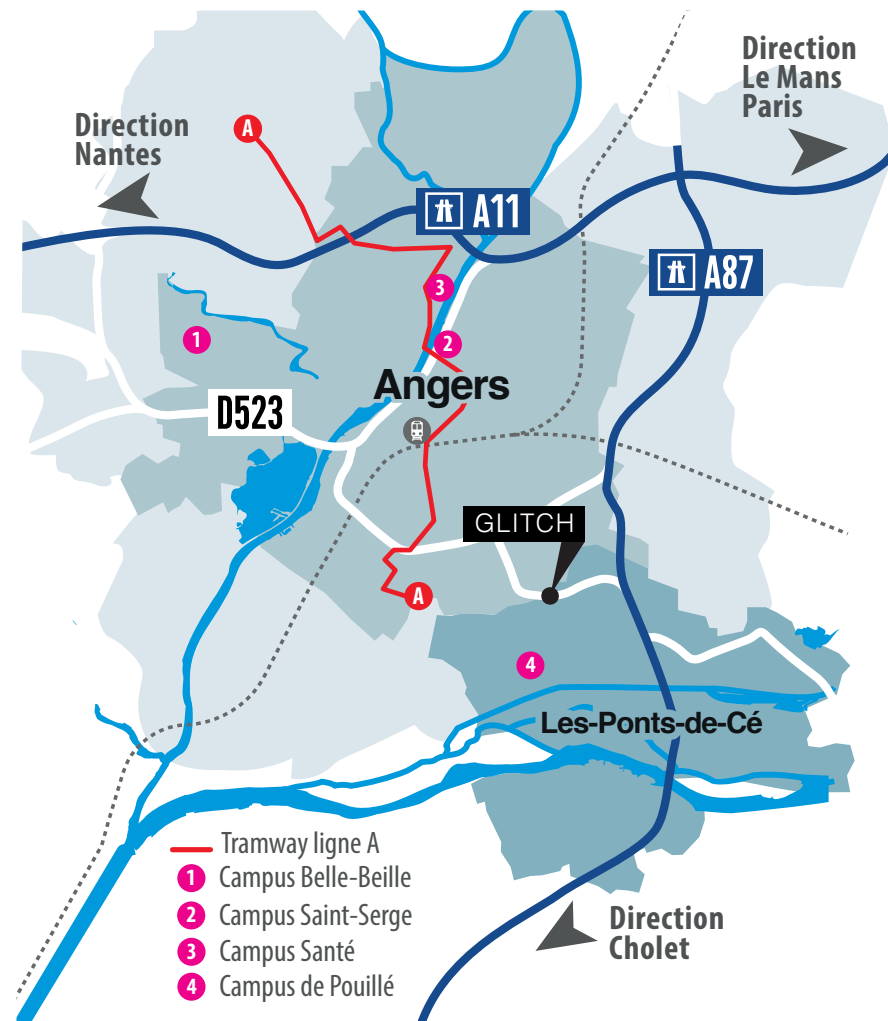 Direction
Le Mans
Paris
Direction
Nantes
A
A11
A87
3
1
2
Angers
D523
GLITCH
A
4
Les-Ponts-de-Cé
Tramway ligne A
1 Campus Belle-Beille
2 Campus Saint-Serge
3 Campus Santé
4 Campus de Pouillé
Direction
Cholet